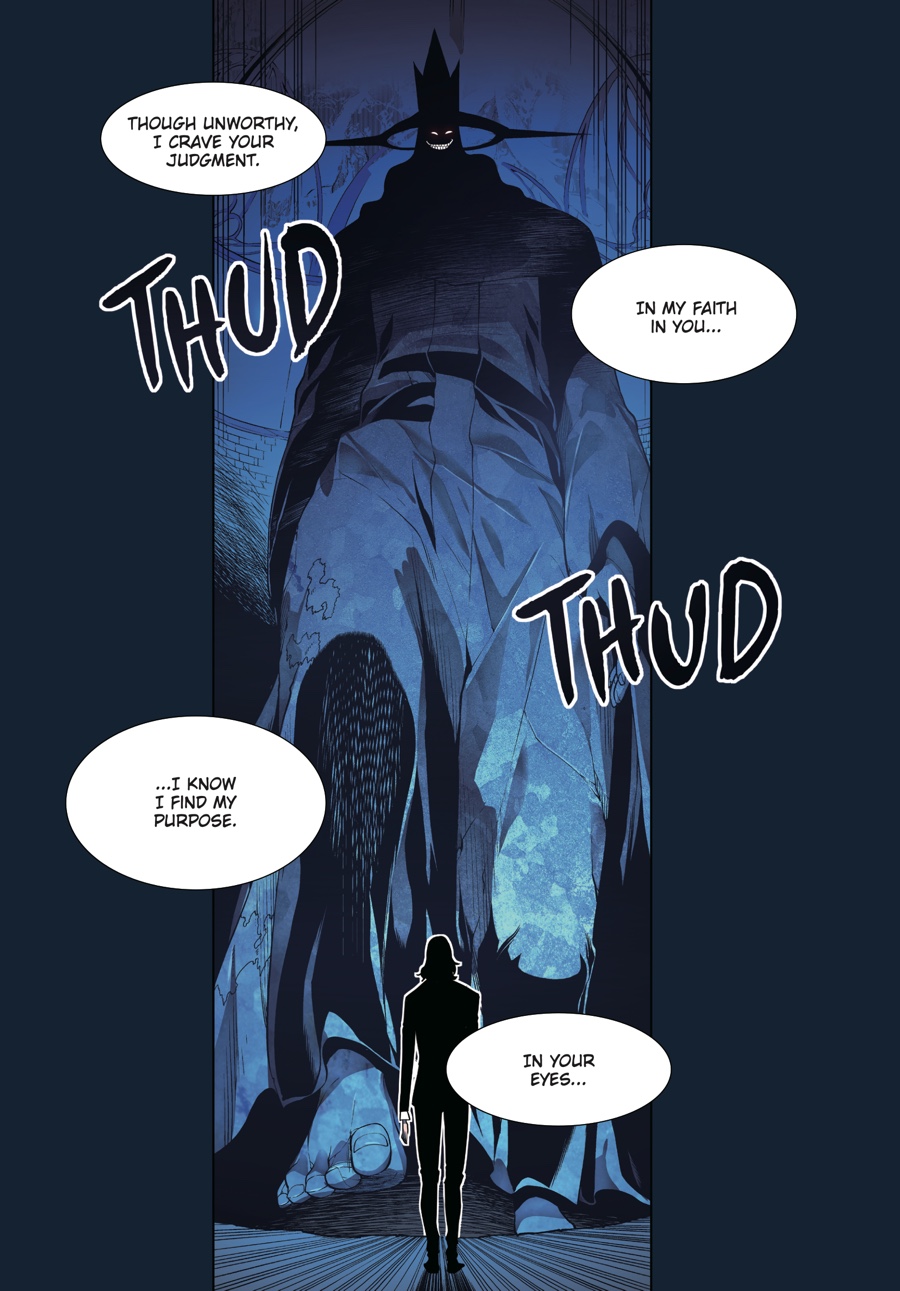 THOUGH UNWORTHY,
I CRAVE YOUR
JUDGMENT.
THUD
IN MY FAITH
IN YOU...
THUD
...I KNOW
I FIND MY
PURPOSE.
IN YOUR
EYES...